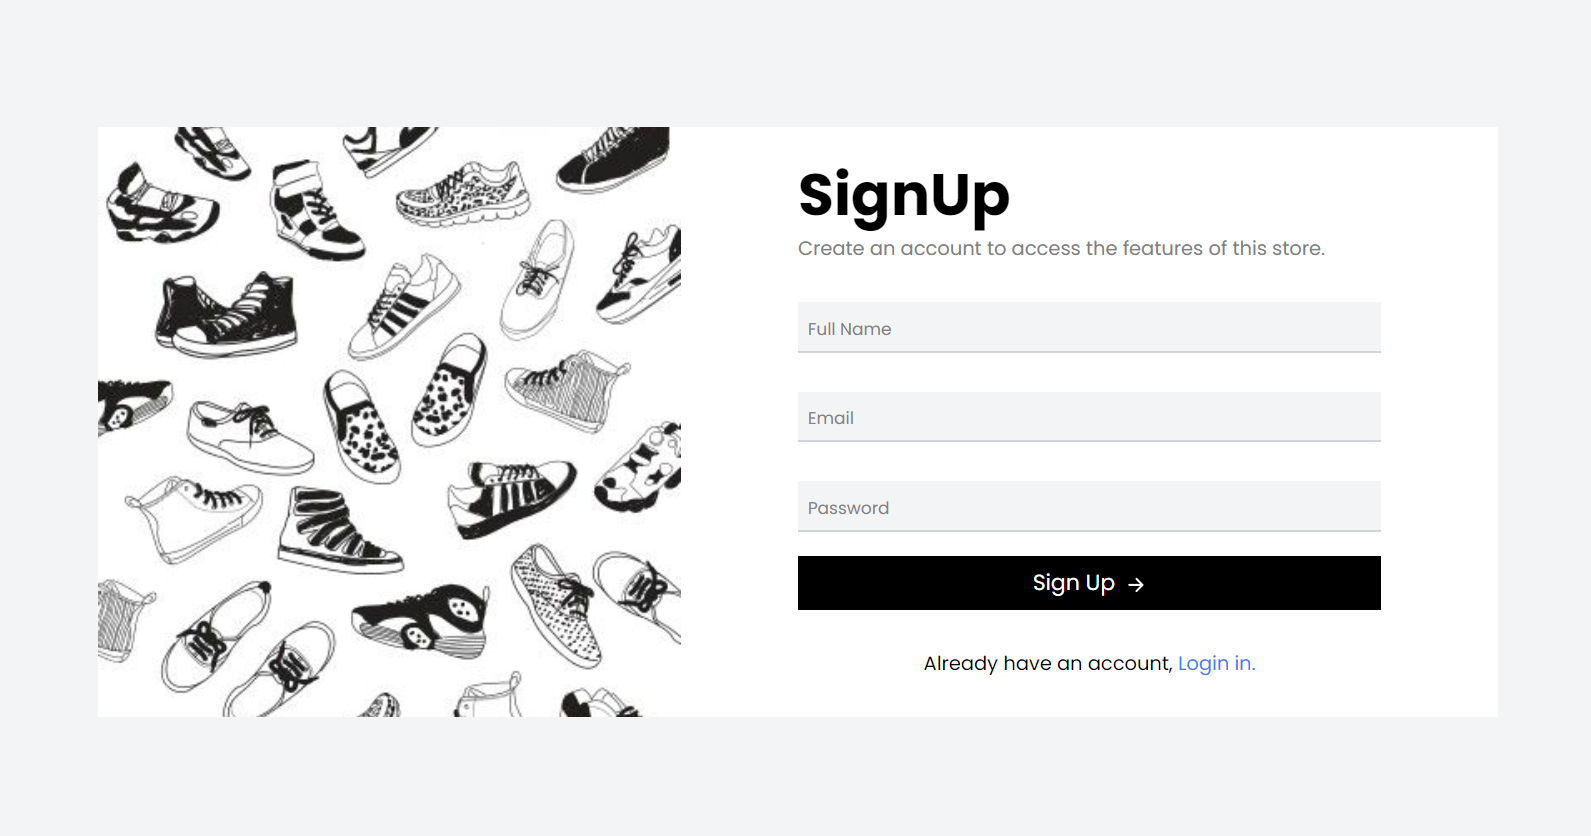 SignUp
Create an account to access the features of this store.
Full Name
Email
Password
Sign Up →
Already have an account, Login in.